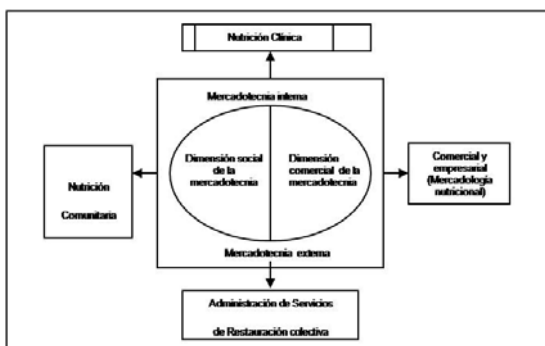 Nutrición Clínica
Mercadotecnia interna
Dimensión social
de la
mercadotecnia
Dimensión
comercial de la
mercadotecnia
Nutrición
Comunitaria
Comercial y
empresarial
(Mercadología
nutricional)
Mercadotecnia externa
Administración de Servicios
de Restauración colectiva